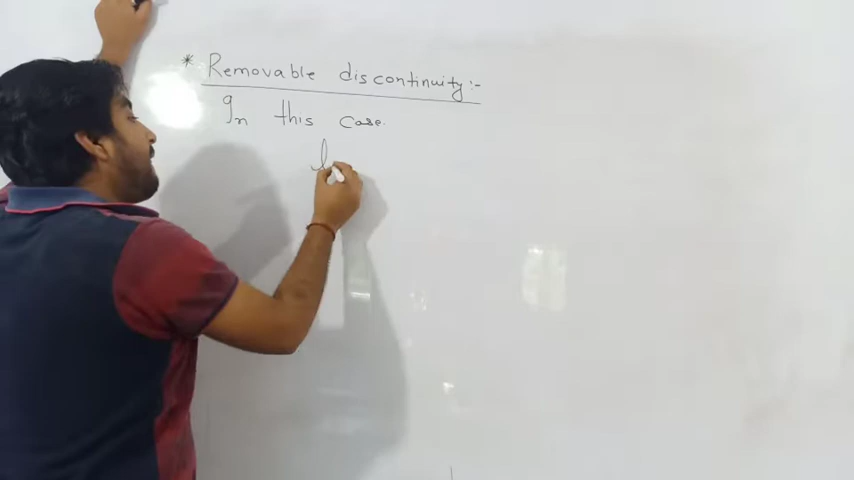 * Removable discontinuity :-
In this case.
l